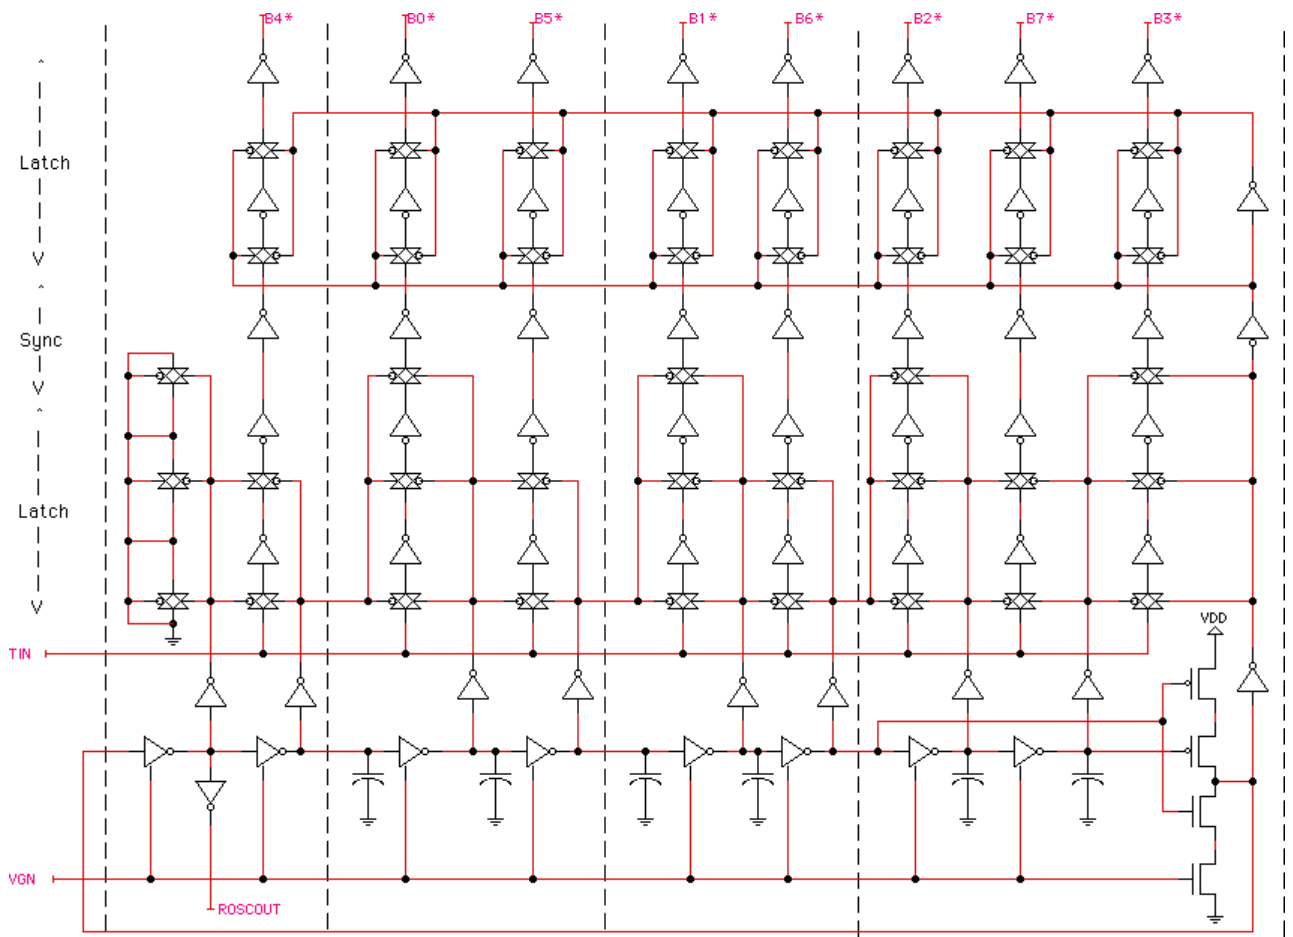 B4* B0* B5* B1* B6* B2* B7* B3*
Latch
Sync
Latch
VDD
TIN
VGN
ROSCOUT